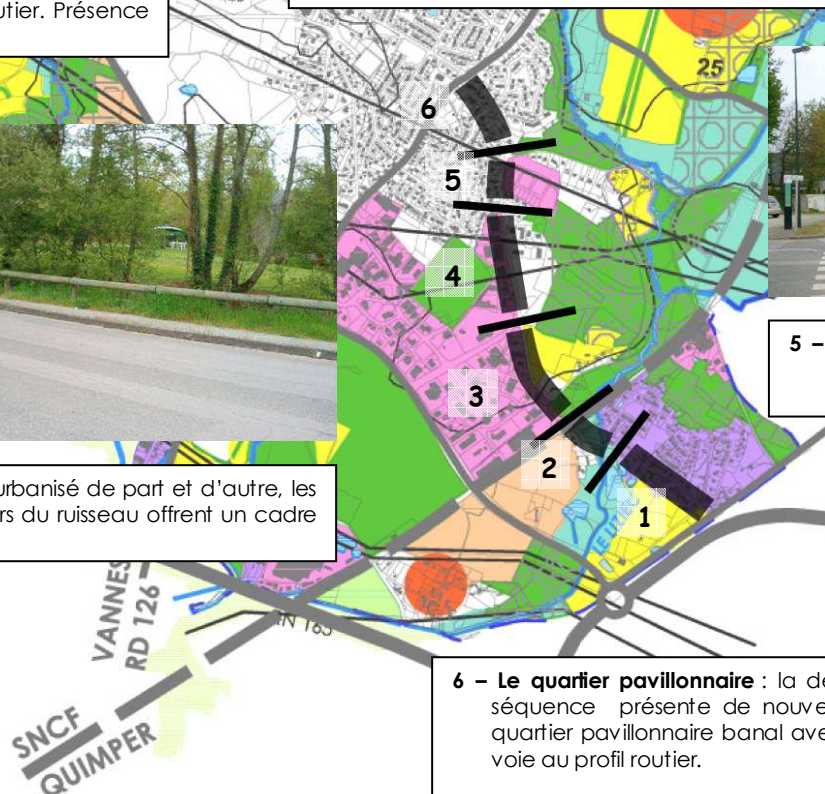 utier. Présence
25
6
5
4
3
2
1
5 –
urbanisé de part et d’autre, les
rs du ruisseau offrent un cadre
VANNES
RD 126
RN 165
SNCF
QUIMPER
6 – Le quartier pavillonnaire : la de
séquence présente de nouve
quartier pavillonnaire banal ave
voie au profil routier.